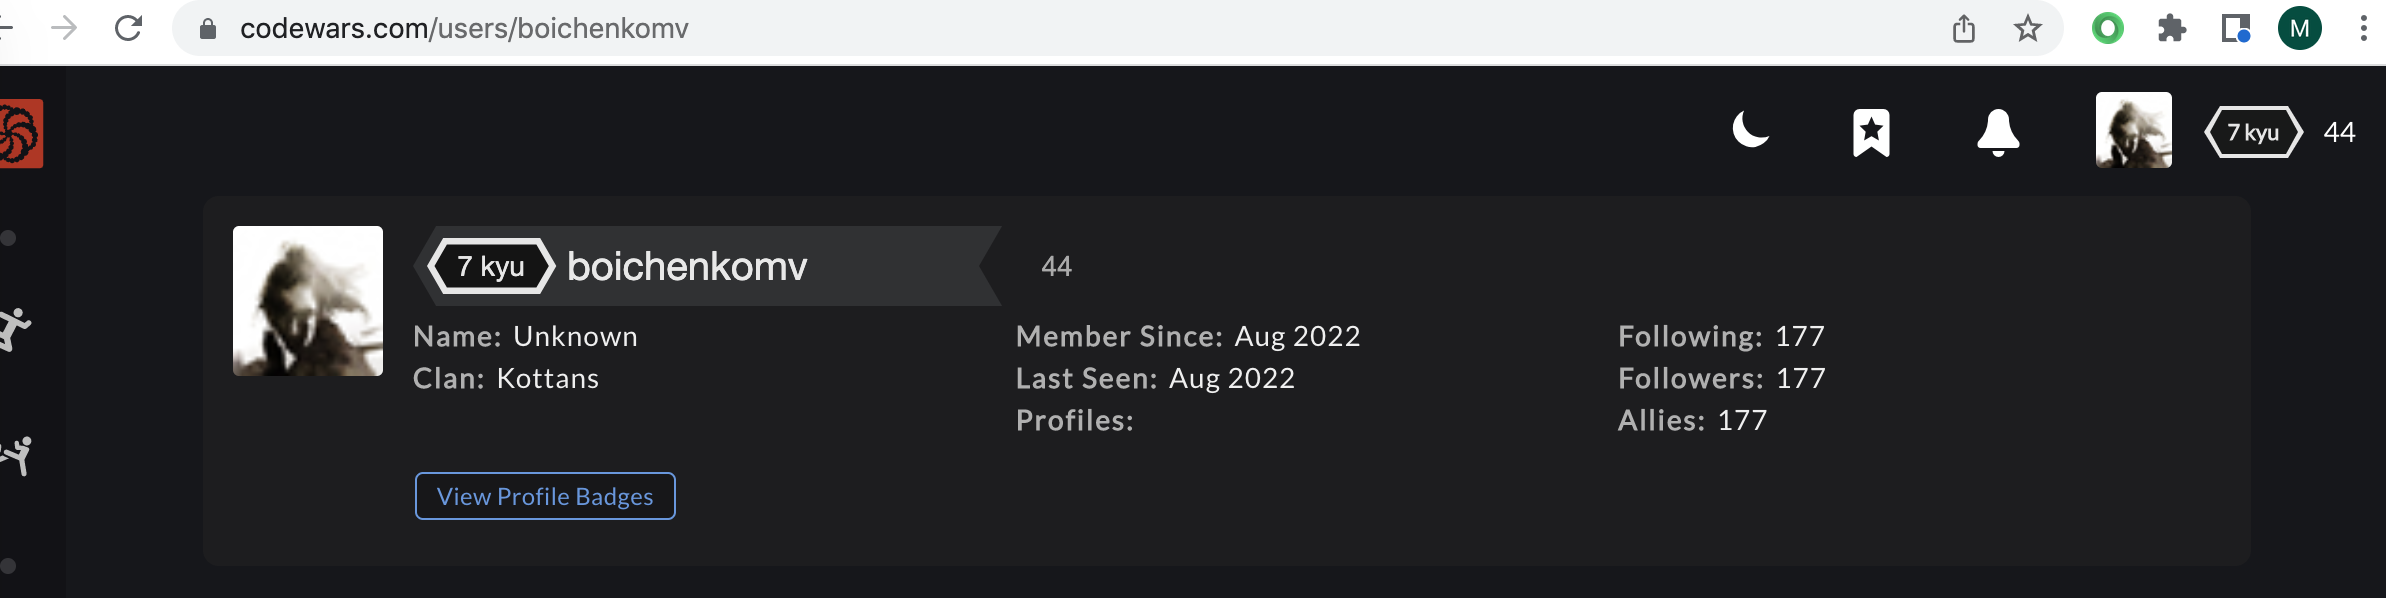 codewars.com/users/boichenkomv
M
7 kyu 44
7 kyu boichenkomv 44
Name: Unknown
Clan: Kottans
Member Since: Aug 2022
Last Seen: Aug 2022
Profiles:
Following: 177
Followers: 177
Allies: 177
View Profile Badges